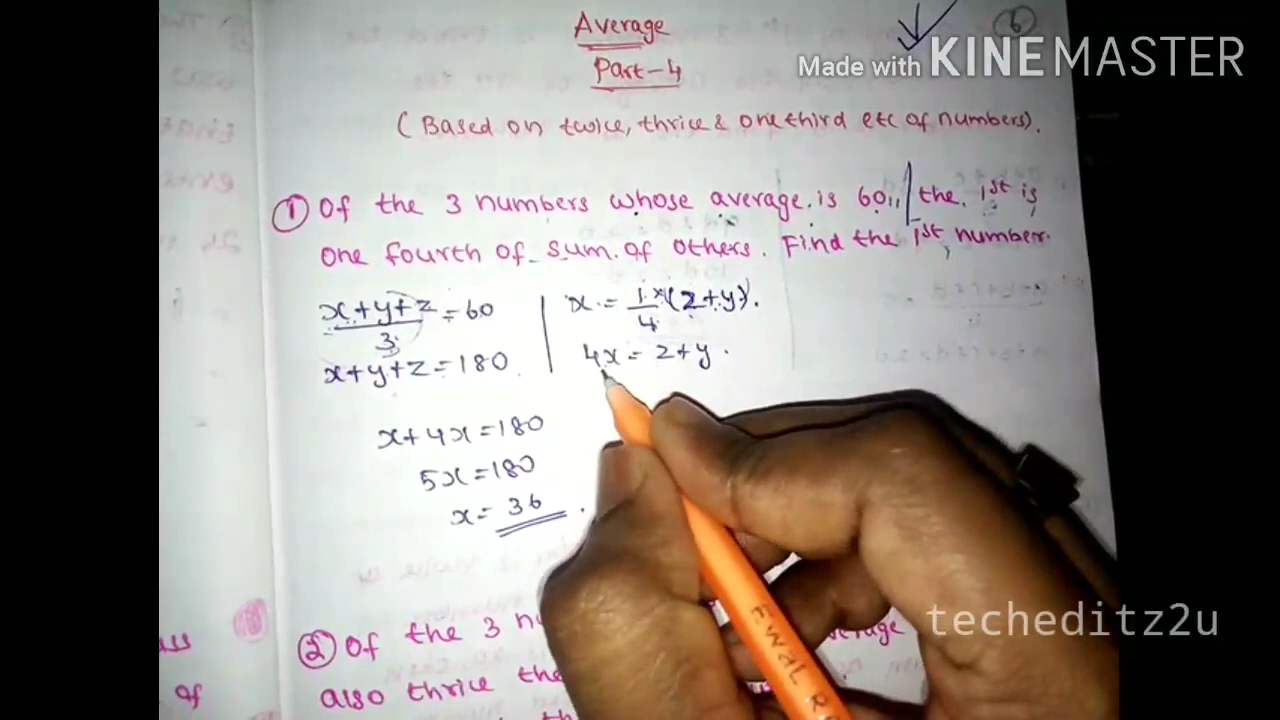 Average
Part-4
6
Made with KINEMASTER
(Based on twice, thrice & one third etc of numbers).
① Of the 3 numbers whose average is 60,, the 1st is
one fourth of sum of others. Find the 1st number.
x+y+z/3 = 60
x = 1/4 x (z+y).
x+y+z=180
4x = z+y.
x+4x=180
5x=180
x= 36
② Of the 3
also thrice the
of
techeditz2u